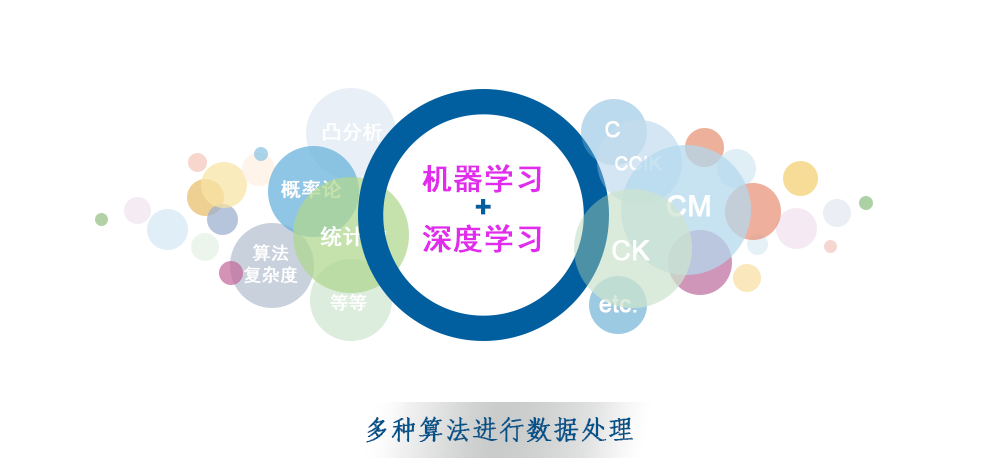 凸分析
概率论
统计
算法
复杂度
等等
机器学习
+
深度学习
C
CM
CK
etc.
多种算法进行数据处理